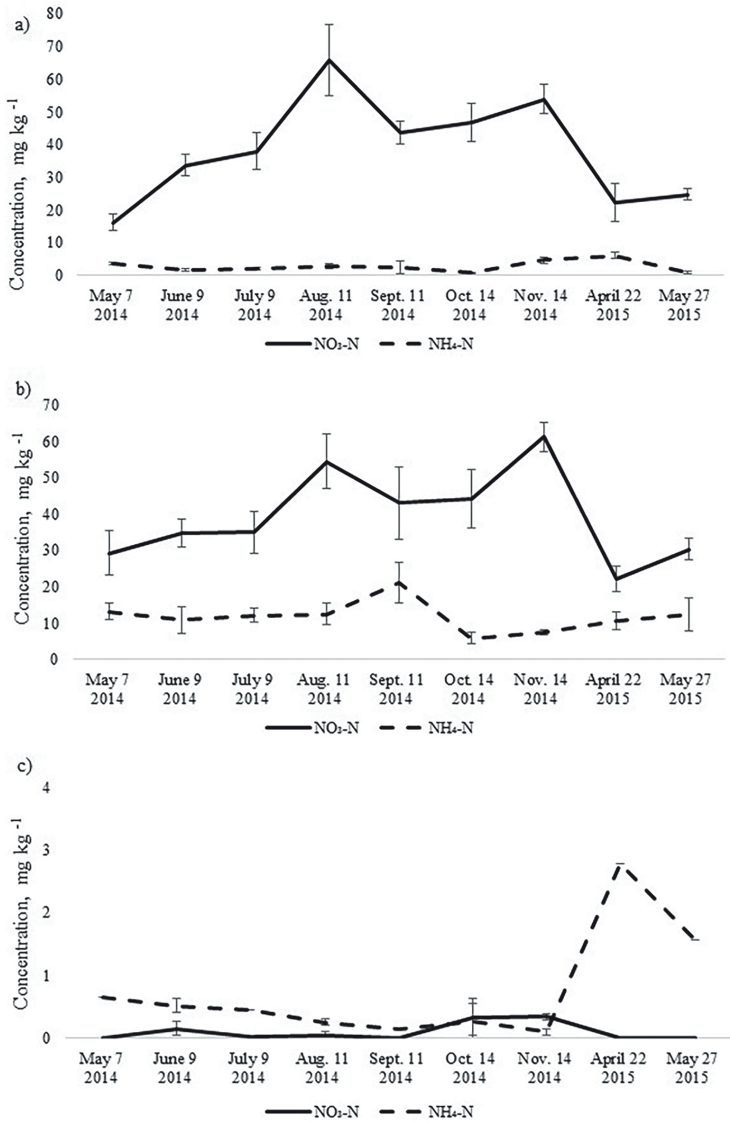 a)
80
70
60
50
40
30
20
10
0
Concentration, mg kg -1
May 7 June 9 July 9 Aug. 11 Sept. 11 Oct. 14 Nov. 14 April 22 May 27
2014 2014 2014 2014 2014 2014 2014 2015 2015
NO₃-N NH₄-N
b)
70
60
50
40
30
20
10
0
Concentration, mg kg -1
May 7 June 9 July 9 Aug. 11 Sept. 11 Oct. 14 Nov. 14 April 22 May 27
2014 2014 2014 2014 2014 2014 2014 2015 2015
NO₃-N NH₄-N
c)
4
3
2
1
0
Concentration, mg kg -1
May 7 June 9 July 9 Aug. 11 Sept. 11 Oct. 14 Nov. 14 April 22 May 27
2014 2014 2014 2014 2014 2014 2014 2015 2015
NO₃-N NH₄-N